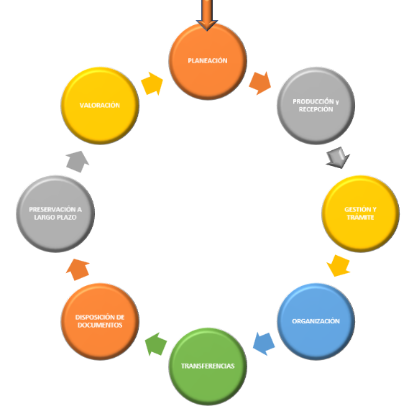 PLANEACIÓN
PRODUCCIÓN y
RECEPCIÓN
GESTION Y
TRAMITE
ORGANIZACIÓN
TRANSFERENCIAS
DISPOSICIÓN DE
DOCUMENTOS
PRESERVACIÓN A
LARGO PLAZO
VALORACIÓN